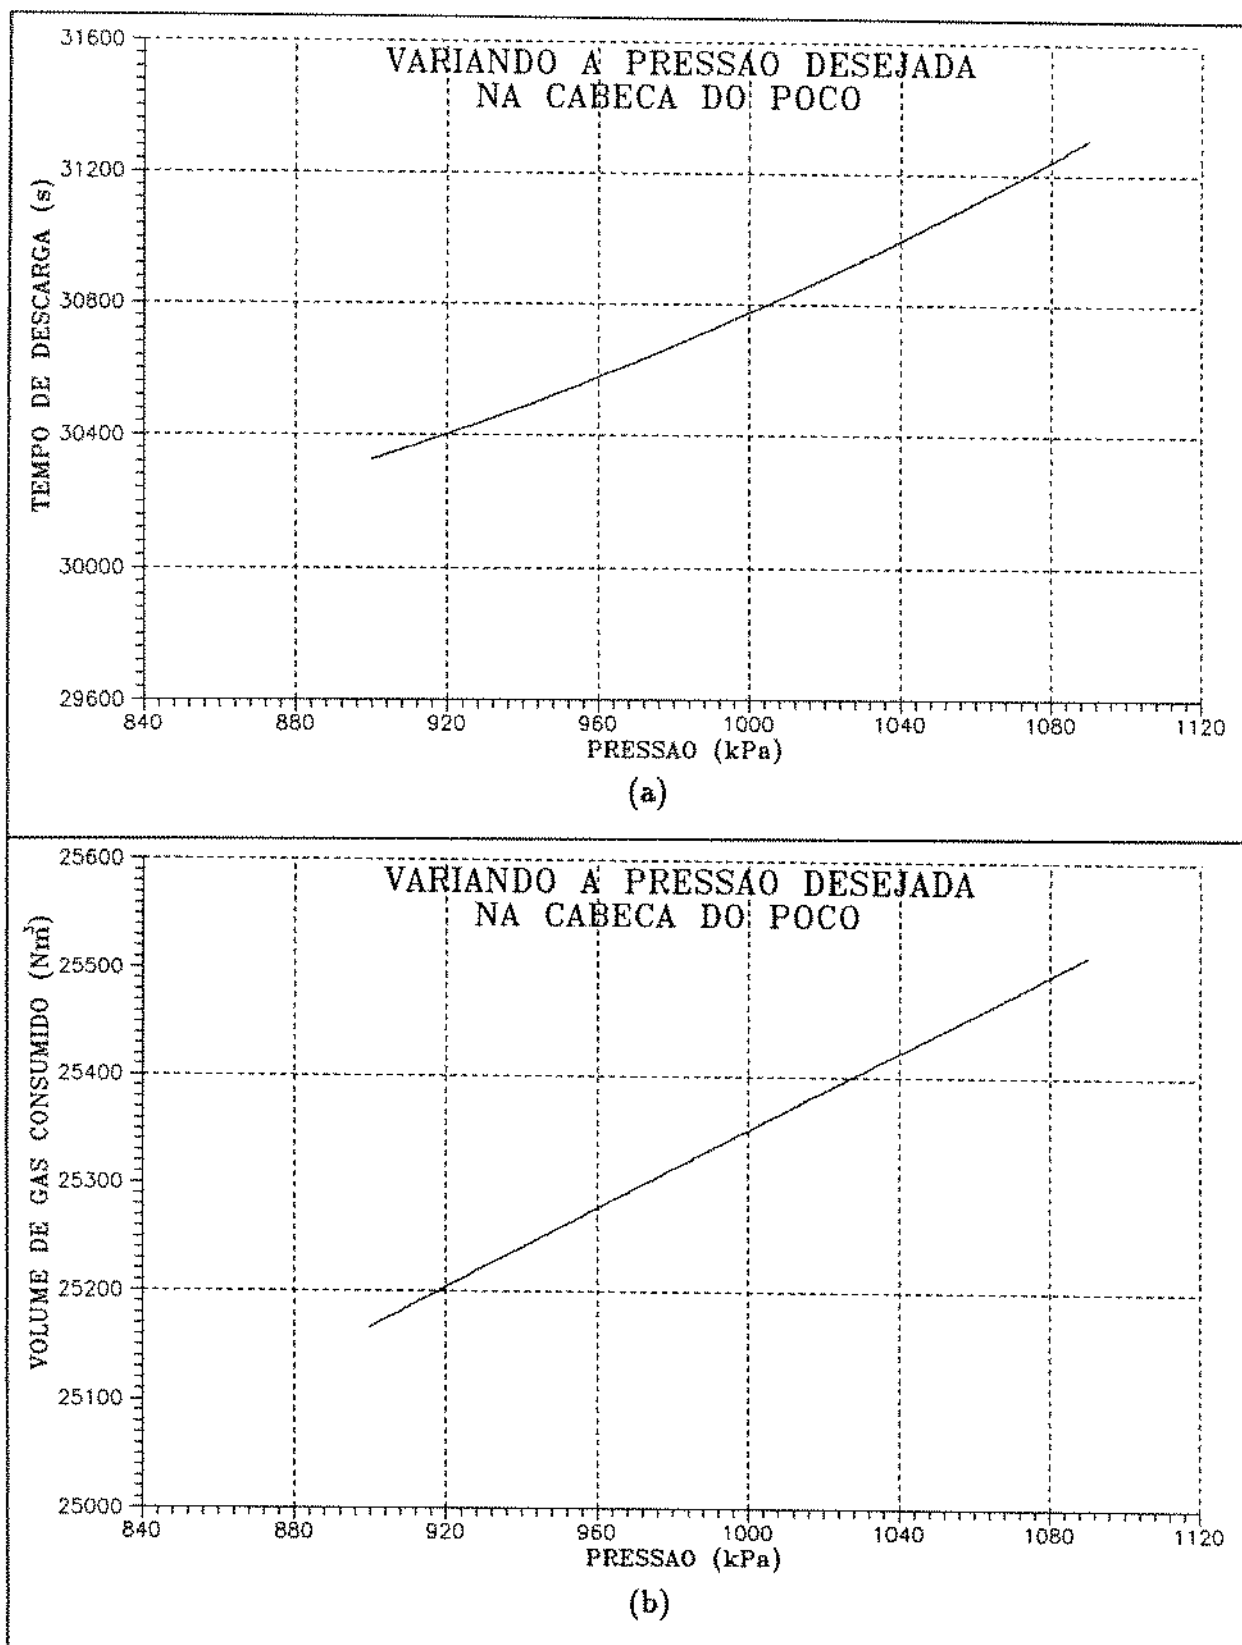 VARIANDO A PRESSAO DESEJADA
NA CABECA DO POCO
31600
31200
30800
30400
30000
29600
TEMPO DE DESCARGA (s)
840 880 920 960 1000 1040 1080 1120
PRESSAO (kPa)
(a)
VARIANDO A PRESSAO DESEJADA
NA CABECA DO POCO
25600
25500
25400
25300
25200
25100
25000
VOLUME DE GAS CONSUMIDO (Nm³)
840 880 920 960 1000 1040 1080 1120
PRESSAO (kPa)
(b)